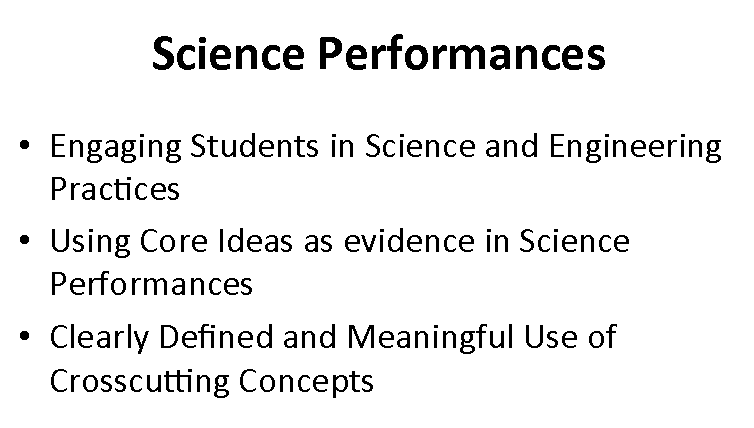 Science Performances
• Engaging Students in Science and Engineering
Practices
• Using Core Ideas as evidence in Science
Performances
• Clearly Defined and Meaningful Use of
Crosscutting Concepts